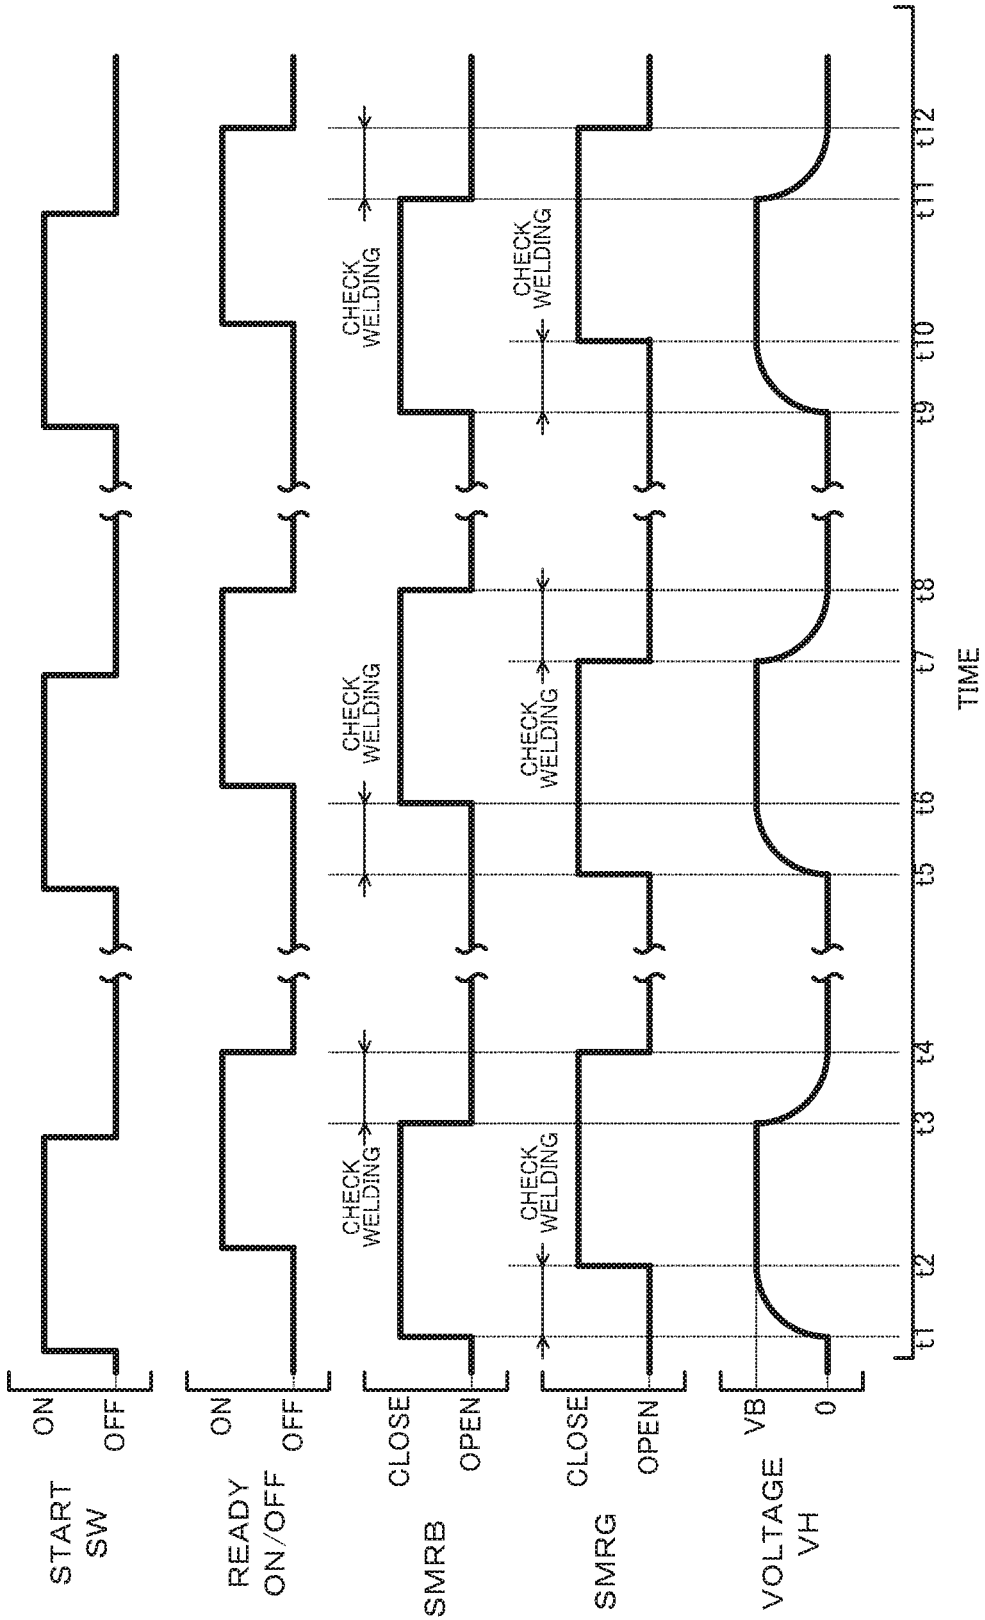 START
SW
ON
OFF
READY
ON/OFF
ON
OFF
SMRB
CLOSE
OPEN
CHECK
WELDING
CHECK
WELDING
CHECK
WELDING
SMRG
CLOSE
OPEN
CHECK
WELDING
CHECK
WELDING
CHECK
WELDING
VOLTAGE
VH
VB
0
t1 t2 t3 t4 t5 t6 t7 t8 t9 t10 t11 t12
TIME